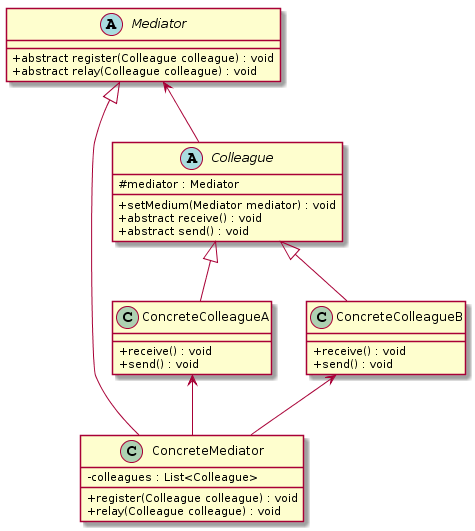 A Mediator
+abstract register(Colleague colleague) : void
+abstract relay(Colleague colleague) : void
A Colleague
#mediator : Mediator
+setMedium(Mediator mediator) : void
+abstract receive() : void
+abstract send() : void
C ConcreteColleagueA
+receive() : void
+send() : void
C ConcreteColleagueB
+receive() : void
+send() : void
C ConcreteMediator
-colleagues : List<Colleague>
+register(Colleague colleague) : void
+relay(Colleague colleague) : void